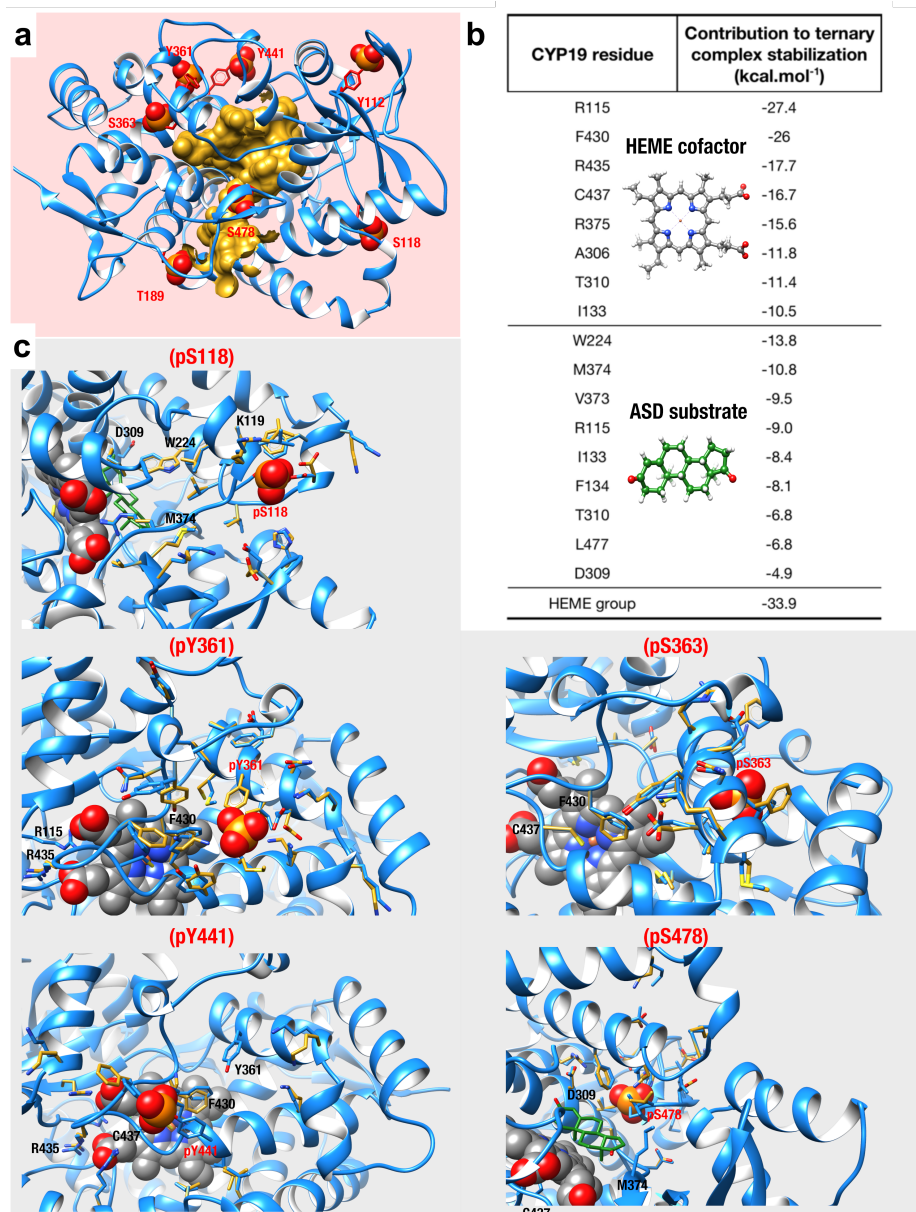 a
Y361
Y441
Y112
S363
S478
S118
T189
b
CYP19 residue
Contribution to ternary
complex stabilization
(kcal.mol-1)
R115 -27.4
F430 -26
HEME cofactor
R435 -17.7
C437 -16.7
R375 -15.6
A306 -11.8
T310 -11.4
I133 -10.5
W224 -13.8
M374 -10.8
V373 -9.5
ASD substrate
R115 -9.0
I133 -8.4
F134 -8.1
T310 -6.8
L477 -6.8
D309 -4.9
HEME group -33.9
c
(pS118)
D309
W224
K119
pS118
M374
(pY361)
pY361
F430
R115
R435
(pS363)
pS363
F430
C437
(pY441)
Y361
F430
C437
R435
pY441
(pS478)
D309
pS478
M374
C437